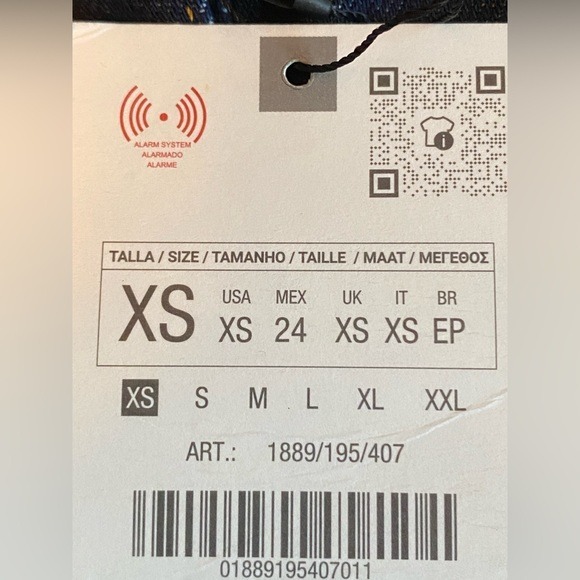 ALARM SYSTEM
ALARMADO
ALARME
TALLA / SIZE / TAMANHO / TAILLE / MAAT / ΜΕΓΕΘΟΣ
XS
USA MEX UK IT BR
XS 24 XS XS EP
XS S M L XL XXL
ART.: 1889/195/407
01889195407011